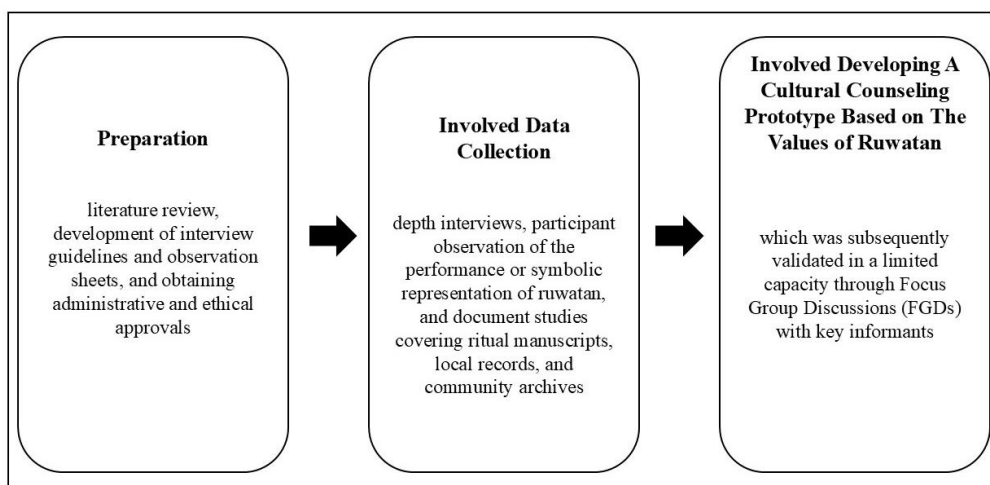 Preparation
literature review,
development of interview
guidelines and observation
sheets, and obtaining
administrative and ethical
approvals
Involved Data
Collection
depth interviews, participant
observation of the
performance or symbolic
representation of ruwatan,
and document studies
covering ritual manuscripts,
local records, and
community archives
Involved Developing A
Cultural Counseling
Prototype Based on The
Values of Ruwatan
which was subsequently
validated in a limited
capacity through Focus
Group Discussions (FGDs)
with key informants